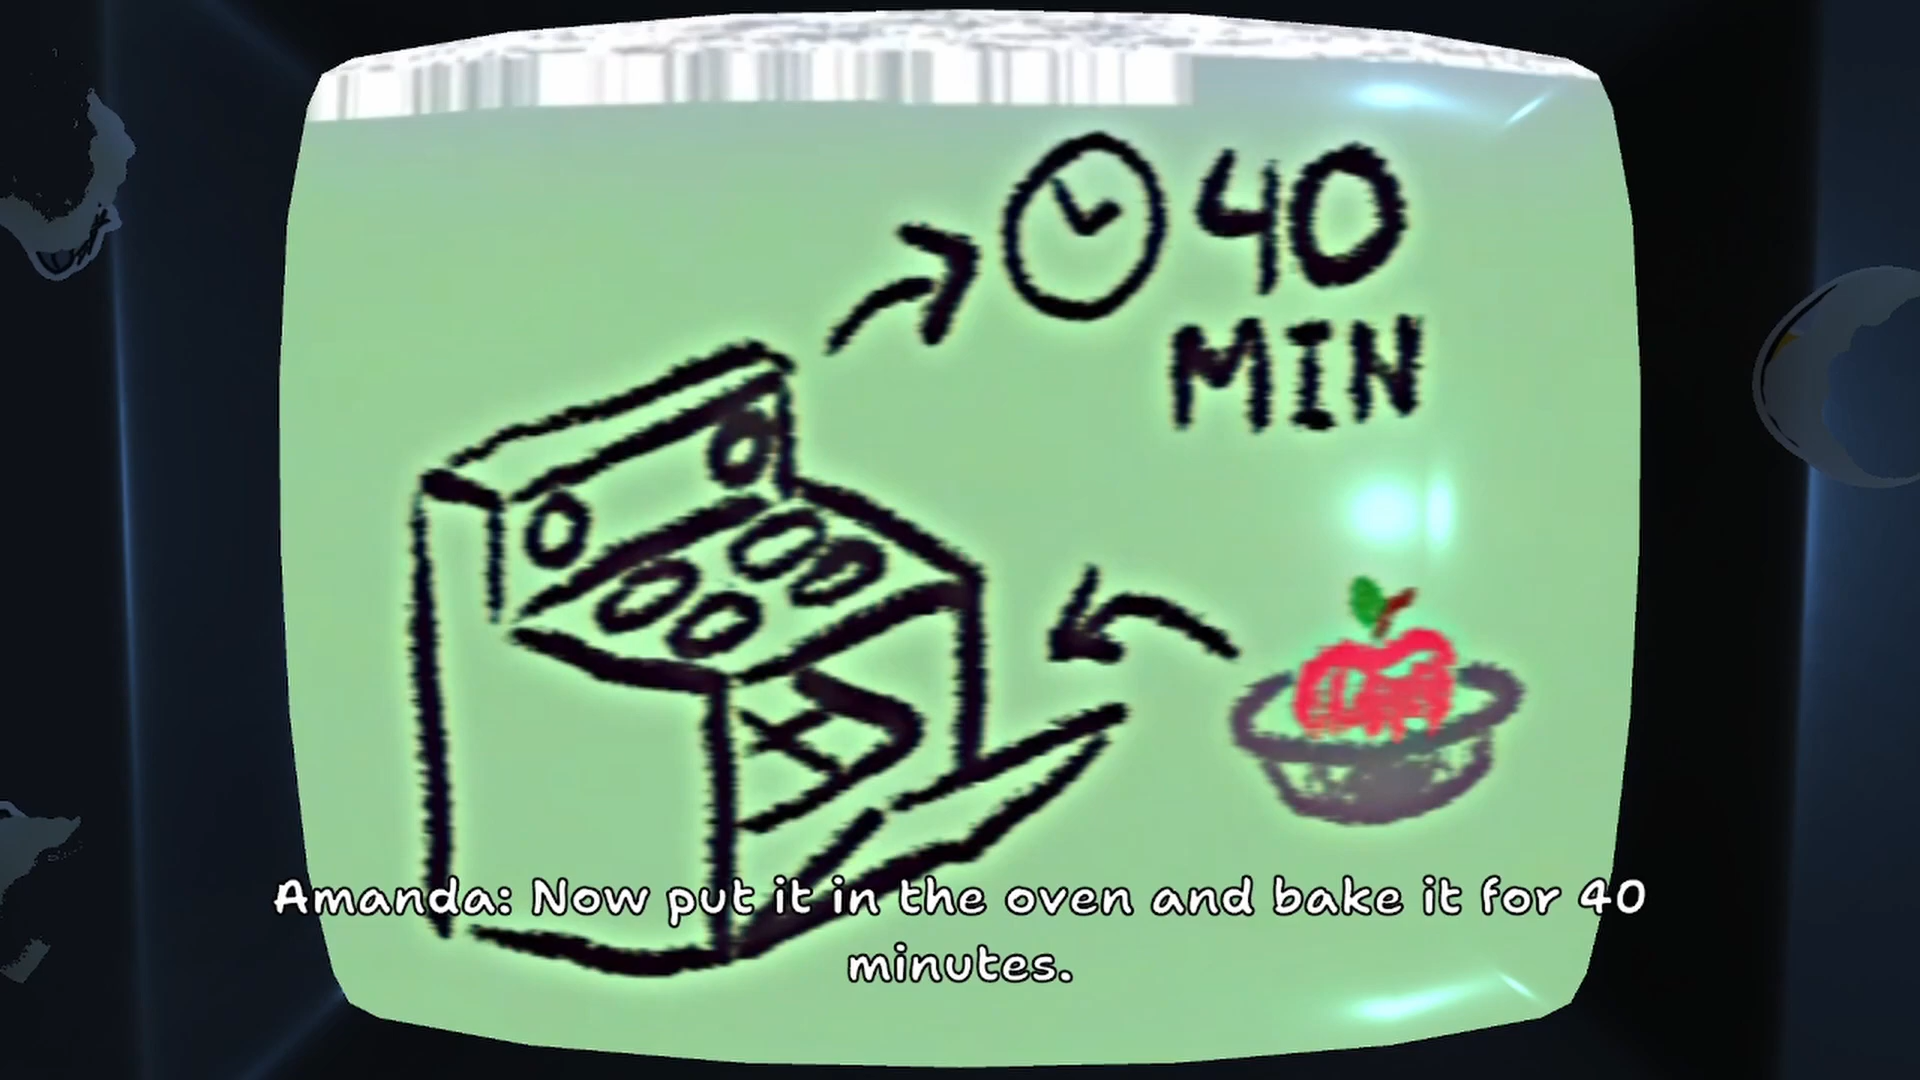 40
MIN
Amanda: Now put it in the oven and bake it for 40
minutes.